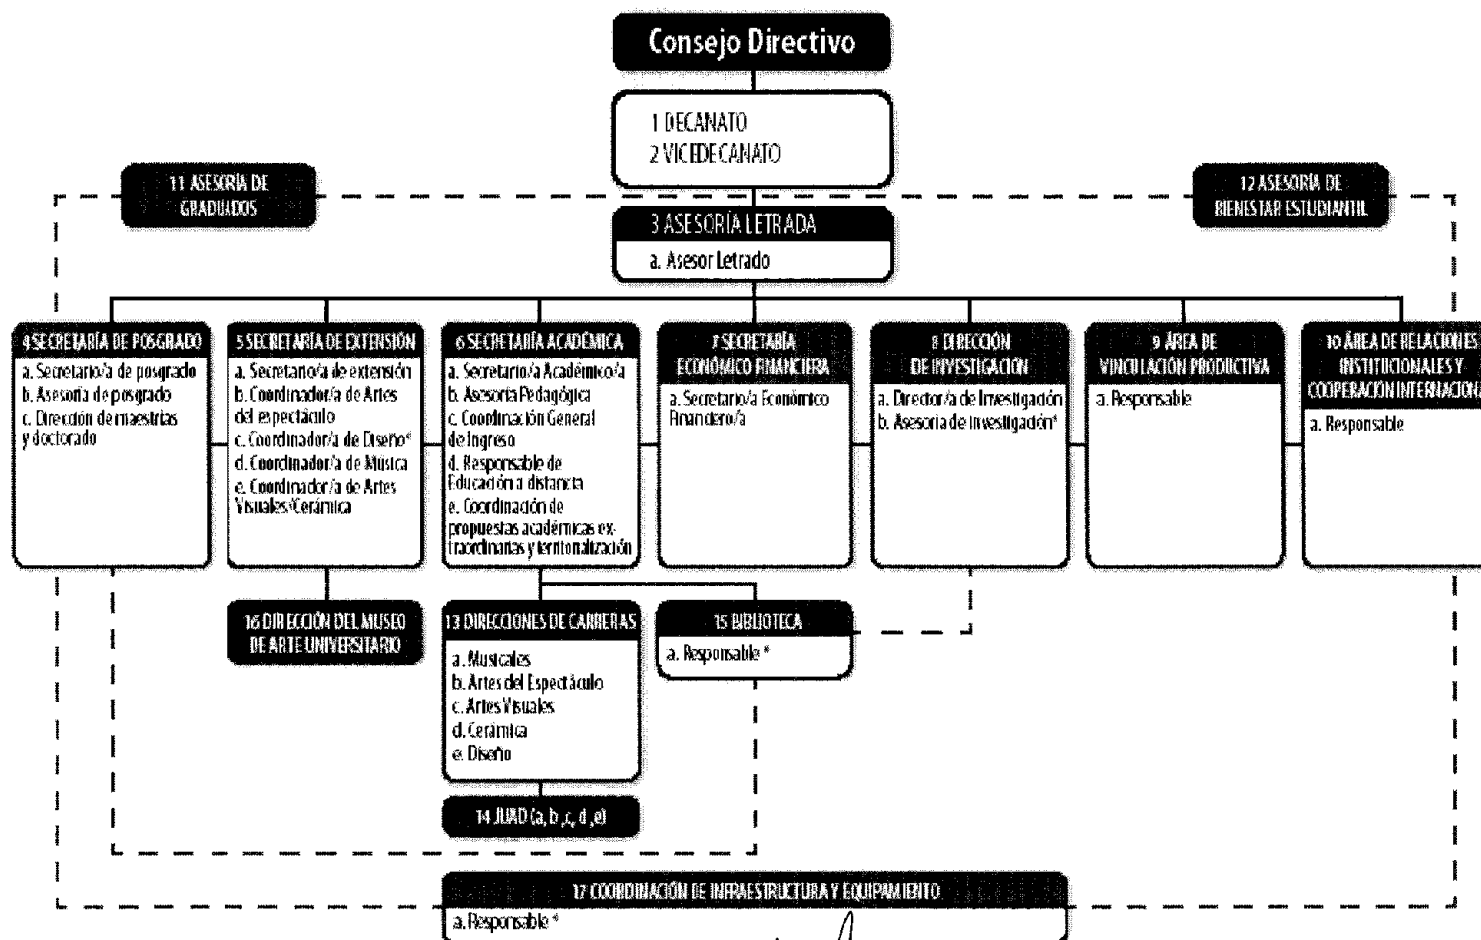 Consejo Directivo
1 DECANATO
2 VICEDECANATO
11 ASESORÍA DE
GRADUADOS
12 ASESORÍA DE
BIENESTAR ESTUDIANTIL
3 ASESORÍA LETRADA
a. Asesor Letrado
4 SECRETARÍA DE POSGRADO
a. Secretario/a de posgrado
b. Asesoría de posgrado
c. Dirección de maestrías
y doctorado
5 SECRETARÍA DE EXTENSIÓN
a. Secretario/a de extensión
b. Coordinador/a de Artes
del espectáculo
c. Coordinador/a de Diseño*
d. Coordinador/a de Música
e. Coordinador/a de Artes
Visuales/Cerámica
6 SECRETARÍA ACADÉMICA
a. Secretario/a Académico/a
b. Asesoría Pedagógica
c. Coordinación General
de Ingreso
d. Responsable de
Educación a distancia
e. Coordinación de
propuestas académicas ex-
traordinarias y territorialización
7 SECRETARÍA
ECONÓMICO FINANCIERA
a. Secretario/a Económico
Financiero/a
8 DIRECCIÓN
DE INVESTIGACIÓN
a. Director/a de Investigación
b. Asesoría de Investigación*
9 ÁREA DE
VINCULACIÓN PRODUCTIVA
a. Responsable
10 ÁREA DE RELACIONES
INSTITUCIONALES Y
COOPERACIÓN INTERNACIONA
a. Responsable
16 DIRECCIÓN DEL MUSEO
DE ARTE UNIVERSITARIO
13 DIRECCIONES DE CARRERAS
a. Musicales
b. Artes del Espectáculo
c. Artes Visuales
d. Cerámica
e. Diseño
15 BIBLIOTECA
a. Responsable *
14 JUAD (a, b ,c, d ,e)
17 COORDINACIÓN DE INFRAESTRUCTURA Y EQUIPAMIENTO
a. Responsable *